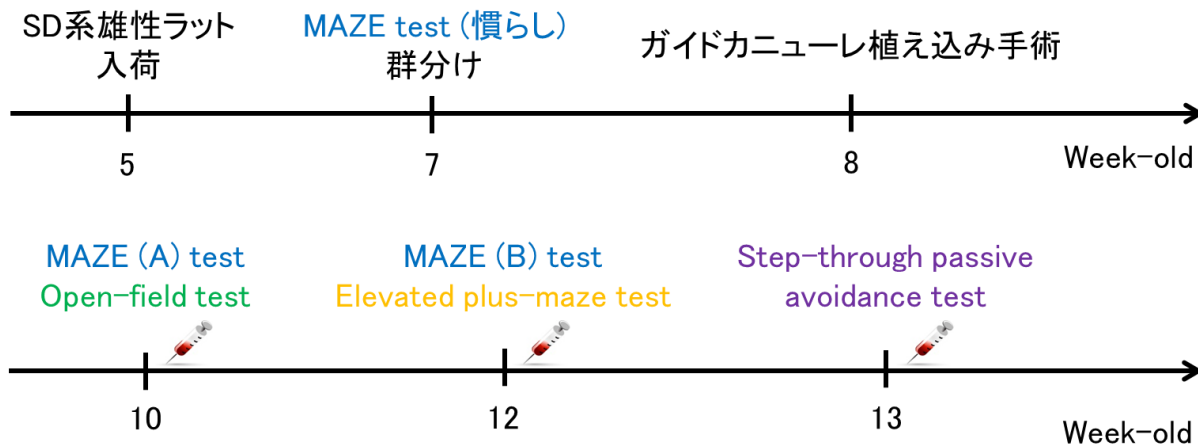 SD系雄性ラット
入荷
MAZE test (慣らし)
群分け
ガイドカニューレ植え込み手術
5
7
8
Week-old
MAZE (A) test
Open-field test
MAZE (B) test
Elevated plus-maze test
Step-through passive
avoidance test
10
12
13
Week-old